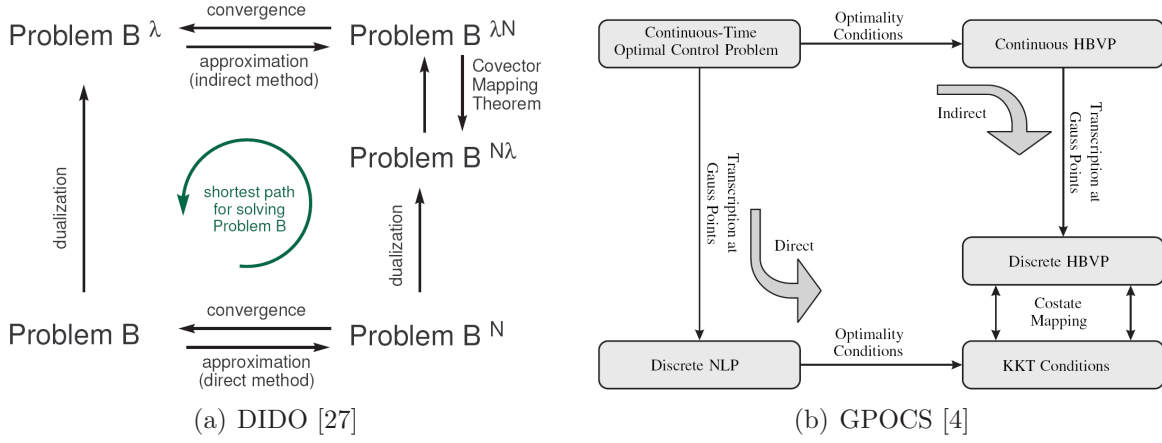 Problem B λ
convergence
approximation
(indirect method)
Problem B λN
Covector
Mapping
Theorem
Problem B Nλ
dualization
shortest path
for solving
Problem B
dualization
Problem B
convergence
approximation
(direct method)
Problem B N
(a) DIDO [27]
Continuous-Time
Optimal Control Problem
Optimality
Conditions
Continuous HBVP
Indirect
Transcription at
Gauss Points
Transcription at
Gauss Points
Direct
Discrete HBVP
Costate
Mapping
Discrete NLP
Optimality
Conditions
KKT Conditions
(b) GPOCS [4]